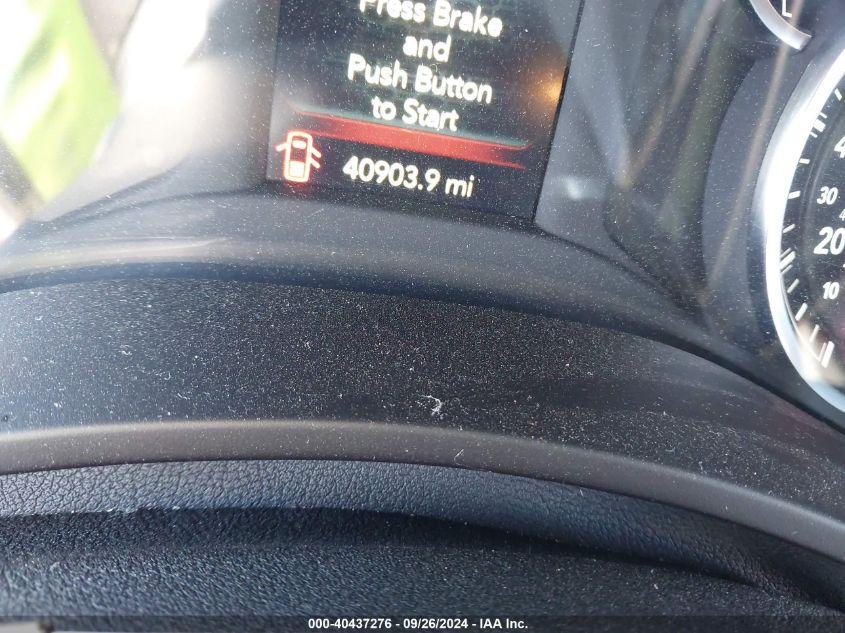 Press Brake
and
Push Button
to Start
40903.9 mi
L
4
30
20
10
000-40437276 - 09/26/2024 - IAA Inc.